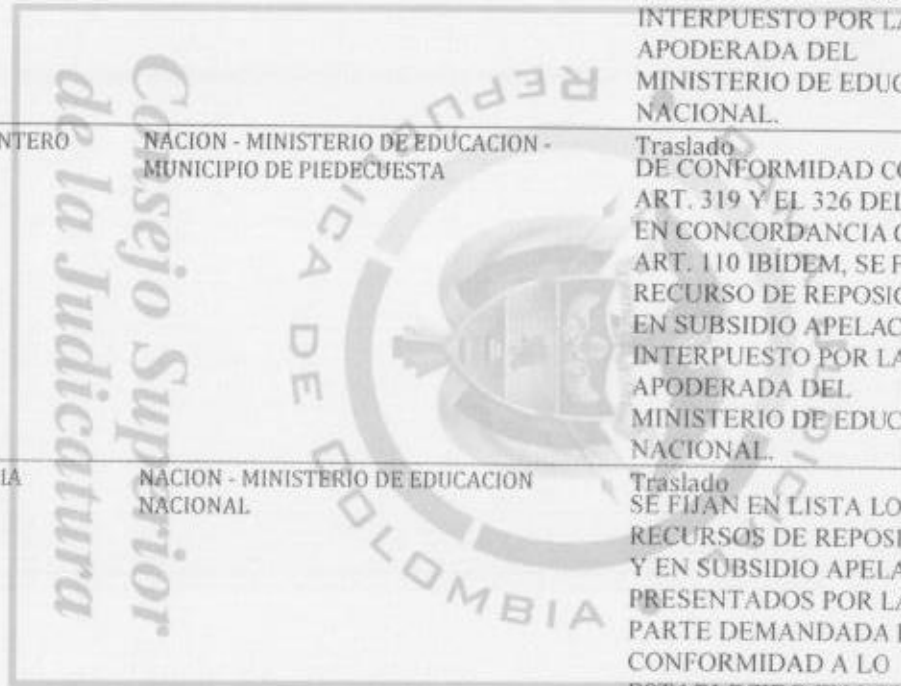 INTERPUESTO POR LA
APODERADA DEL
MINISTERIO DE EDUC
NACIONAL.
NTERO NACION - MINISTERIO DE EDUCACION - MUNICIPIO DE PIEDECUESTA
Traslado
DE CONFORMIDAD CO
ART. 319 Y EL 326 DEL
EN CONCORDANCIA C
ART. 110 IBIDEM, SE F
RECURSO DE REPOSIC
EN SUBSIDIO APELAC
INTERPUESTO POR LA
APODERADA DEL
MINISTERIO DE EDUC
NACIONAL.
IA NACION - MINISTERIO DE EDUCACION
NACIONAL
Traslado
SE FIJAN EN LISTA LO
RECURSOS DE REPOSI
Y EN SUBSIDIO APELA
PRESENTADOS POR LA
PARTE DEMANDADA
CONFORMIDAD A LO
Consejo Superior
de la Judicatura
REPUBLICA DE COLOMBIA